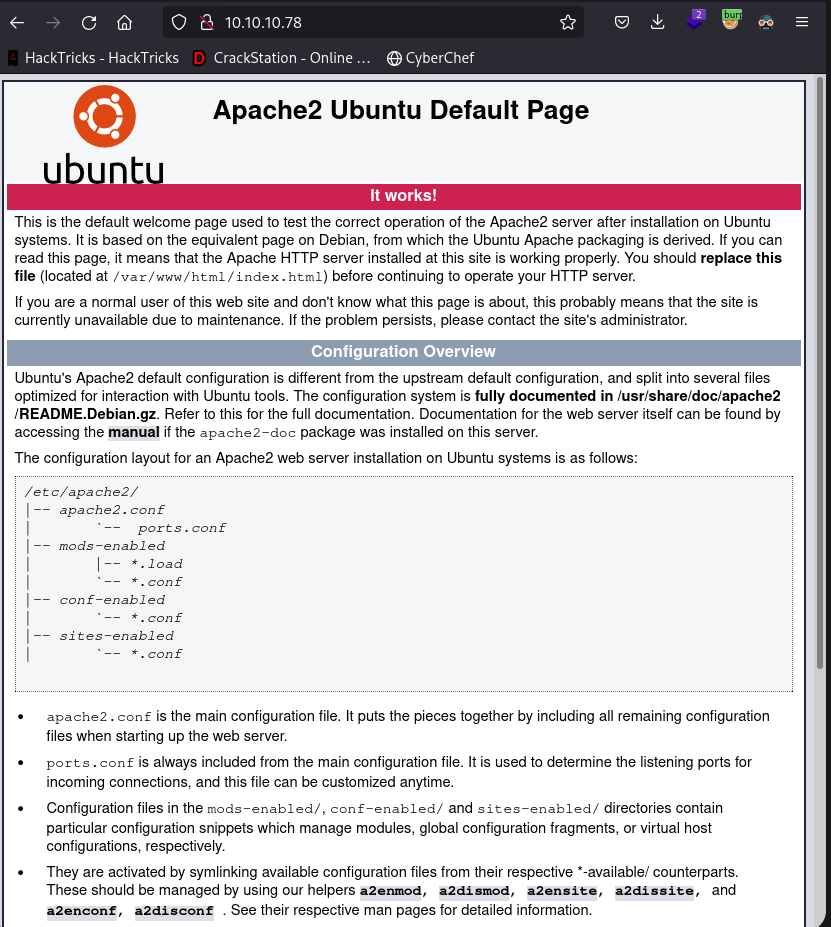 10.10.10.78
2
burp
HackTricks - HackTricks
CrackStation - Online ...
CyberChef
ubuntu
Apache2 Ubuntu Default Page
It works!
This is the default welcome page used to test the correct operation of the Apache2 server after installation on Ubuntu
systems. It is based on the equivalent page on Debian, from which the Ubuntu Apache packaging is derived. If you can
read this page, it means that the Apache HTTP server installed at this site is working properly. You should replace this
file (located at /var/www/html/index.html) before continuing to operate your HTTP server.
If you are a normal user of this web site and don't know what this page is about, this probably means that the site is
currently unavailable due to maintenance. If the problem persists, please contact the site's administrator.
Configuration Overview
Ubuntu's Apache2 default configuration is different from the upstream default configuration, and split into several files
optimized for interaction with Ubuntu tools. The configuration system is fully documented in /usr/share/doc/apache2
/README.Debian.gz. Refer to this for the full documentation. Documentation for the web server itself can be found by
accessing the manual if the apache2-doc package was installed on this server.
The configuration layout for an Apache2 web server installation on Ubuntu systems is as follows:
/etc/apache2/
|-- apache2.conf
|       `--  ports.conf
|-- mods-enabled
|       |-- *.load
|       `-- *.conf
|-- conf-enabled
|       `-- *.conf
|-- sites-enabled
|       `-- *.conf
• apache2.conf is the main configuration file. It puts the pieces together by including all remaining configuration
files when starting up the web server.
• ports.conf is always included from the main configuration file. It is used to determine the listening ports for
incoming connections, and this file can be customized anytime.
• Configuration files in the mods-enabled/, conf-enabled/ and sites-enabled/ directories contain
particular configuration snippets which manage modules, global configuration fragments, or virtual host
configurations, respectively.
• They are activated by symlinking available configuration files from their respective *-available/ counterparts.
These should be managed by using our helpers a2enmod, a2dismod, a2ensite, a2dissite, and
a2enconf, a2disconf . See their respective man pages for detailed information.